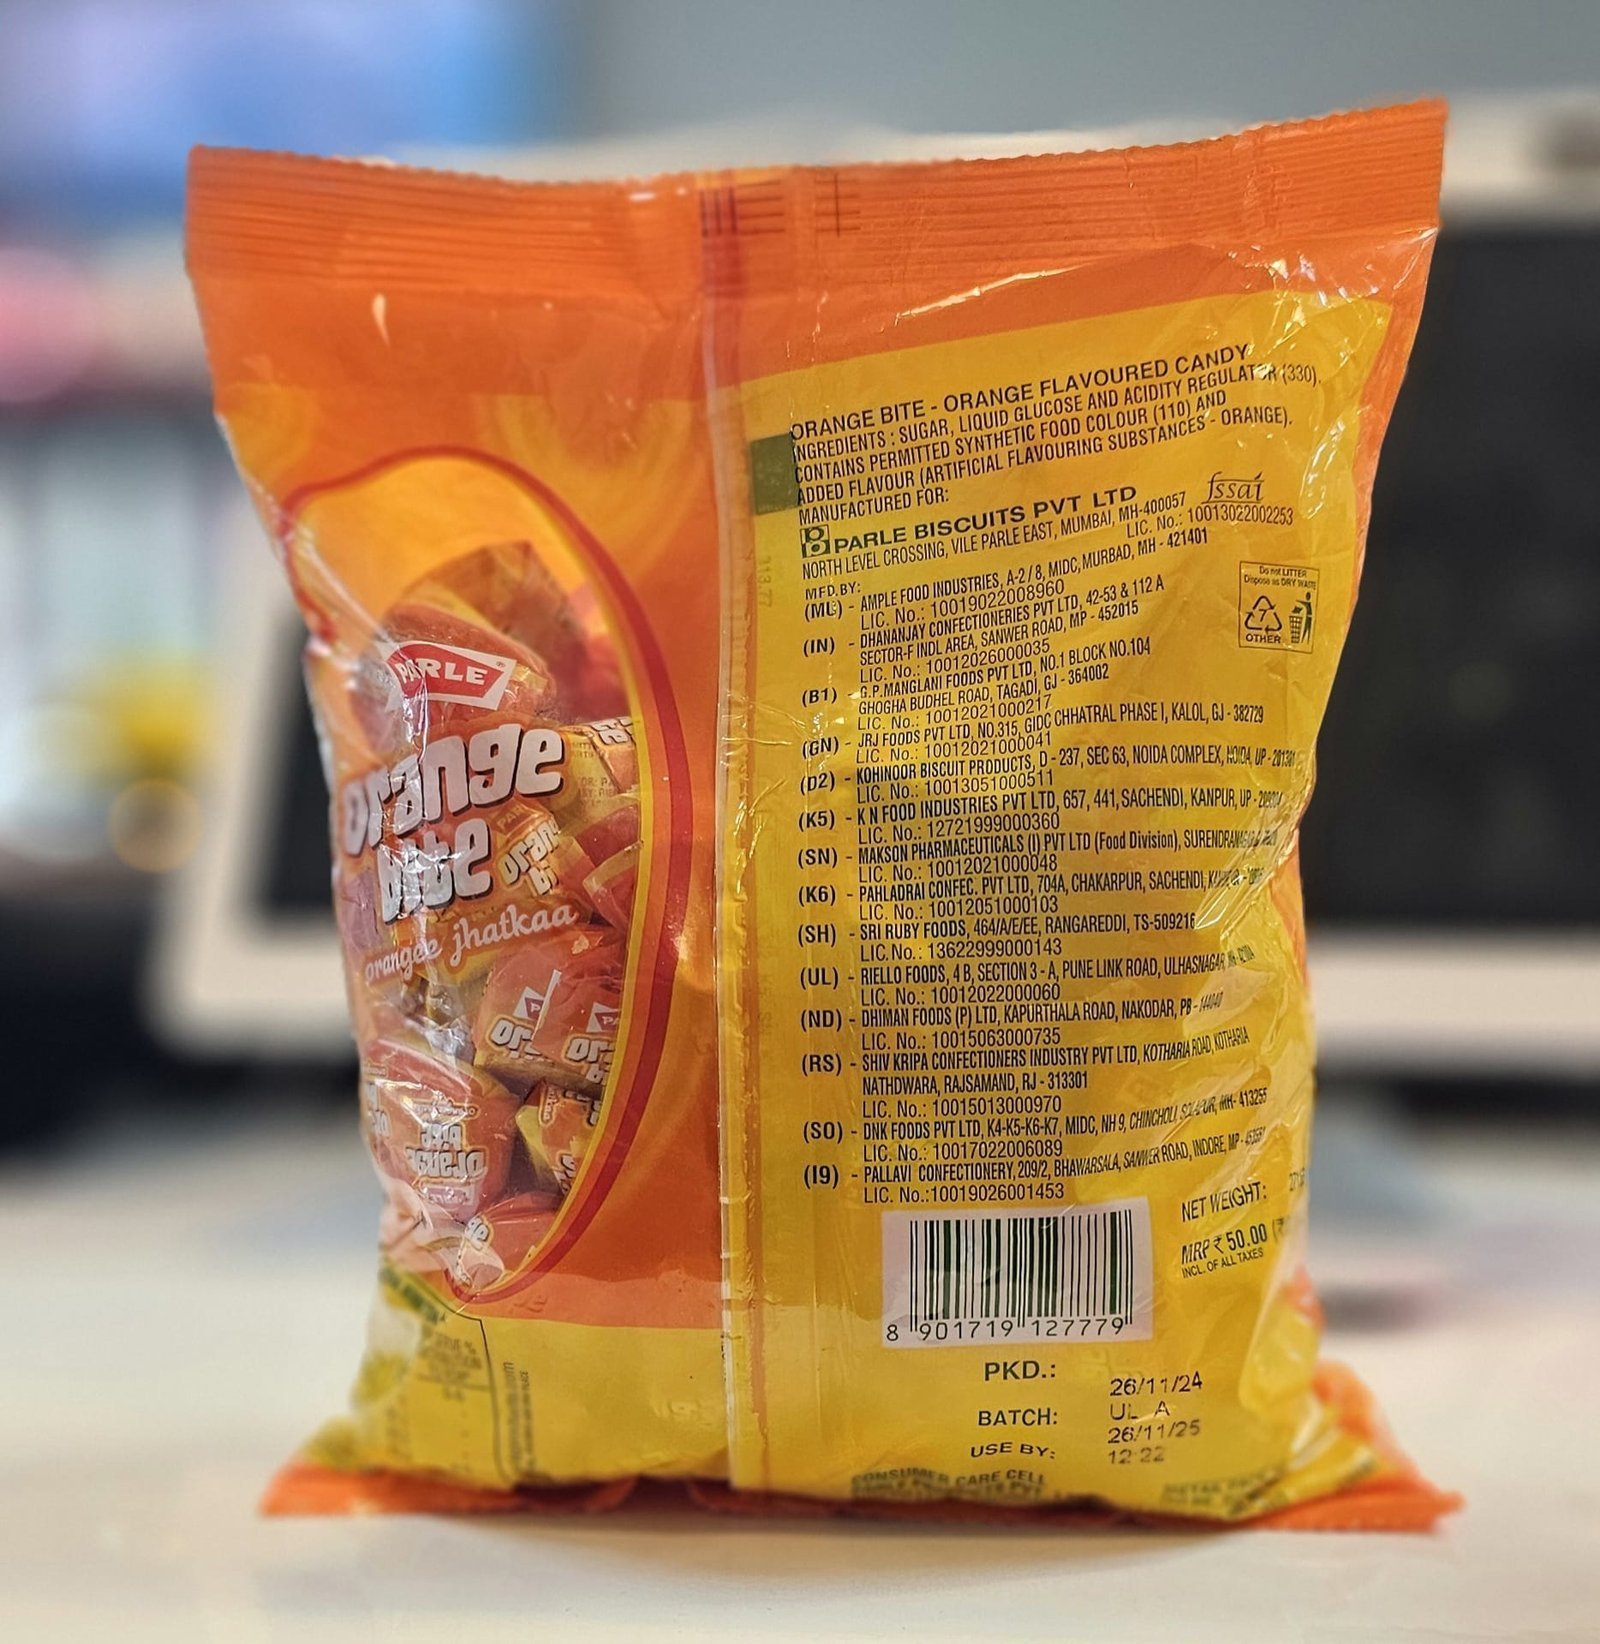 PARLE
orange
bite
orangee jhatkaa
ORANGE BITE - ORANGE FLAVOURED CANDY
INGREDIENTS : SUGAR, LIQUID GLUCOSE AND ACIDITY REGULATOR (330).
CONTAINS PERMITTED SYNTHETIC FOOD COLOUR (110) AND
ADDED FLAVOUR (ARTIFICIAL FLAVOURING SUBSTANCES - ORANGE).
MANUFACTURED FOR:
PARLE BISCUITS PVT LTD
NORTH LEVEL CROSSING, VILE PARLE EAST, MUMBAI, MH-400057
fssai
LIC. No.: 10013022002253
Do not LITTER
Dispose as DRY WASTE
OTHER
MFD. BY:
(ML) - AMPLE FOOD INDUSTRIES, A-2/8, MIDC, MURBAD, MH - 421401
LIC. No.: 10019022008960
(IN) - DHANANJAY CONFECTIONERIES PVT LTD, 42-53 & 112 A
SECTOR-F INDL AREA, SANWER ROAD, MP - 452015
LIC. No.: 10012026000035
(B1) - G.P.MANGLANI FOODS PVT LTD, NO.1 BLOCK NO.104
GHOGHA BUDHEL ROAD, TAGADI, GJ - 364002
LIC. No.: 10012021000217
(GN) - JRJ FOODS PVT LTD, NO.315, GIDC CHHATRAL PHASE I, KALOL, GJ - 382729
LIC. No.: 10012021000041
(D2) - KOHINOOR BISCUIT PRODUCTS, D - 237, SEC 63, NOIDA COMPLEX, NOIDA, UP - 201301
LIC. No.: 10013051000511
(K5) - K N FOOD INDUSTRIES PVT LTD, 657, 441, SACHENDI, KANPUR, UP -
LIC. No.: 12721999000360
(SN) - MAKSON PHARMACEUTICALS (I) PVT LTD (Food Division),
LIC. No.: 10012021000048
(K6) - PAHLADRAI CONFEC. PVT LTD, 704A, CHAKARPUR, SACHENDI,
LIC. No.: 10012051000103
(SH) - SRI RUBY FOODS, 464/A/E/EE, RANGAREDDI, TS-509216
LIC. No.: 13622999000143
(UL) - RIELLO FOODS, 4 B, SECTION 3 - A, PUNE LINK ROAD, ULHASNAGAR,
LIC. No.: 10012022000060
(ND) - DHIMAN FOODS (P) LTD, KAPURTHALA ROAD, NAKODAR, PB - 144040
LIC. No.: 10015063000735
(RS) - SHIV KRIPA CONFECTIONERS INDUSTRY PVT LTD, KOTHARIA ROAD, KOTHARIA
NATHDWARA, RAJSAMAND, RJ - 313301
LIC. No.: 10015013000970
(SO) - DNK FOODS PVT LTD, K4-K5-K6-K7, MIDC, NH 9, CHINCHOLI SOLAPUR, MH- 413255
LIC. No.: 10017022006089
(I9) - PALLAVI CONFECTIONERY, 209/2, BHAWARSALA, SANWER ROAD, INDORE, MP -
LIC. No.:10019026001453
NET WEIGHT:
MRP ₹ 50.00
INCL. OF ALL TAXES
8 901719 127779
PKD.: 26/11/24
BATCH: UL A
USE BY: 26/11/25
12:22
CONSUMER CARE CELL